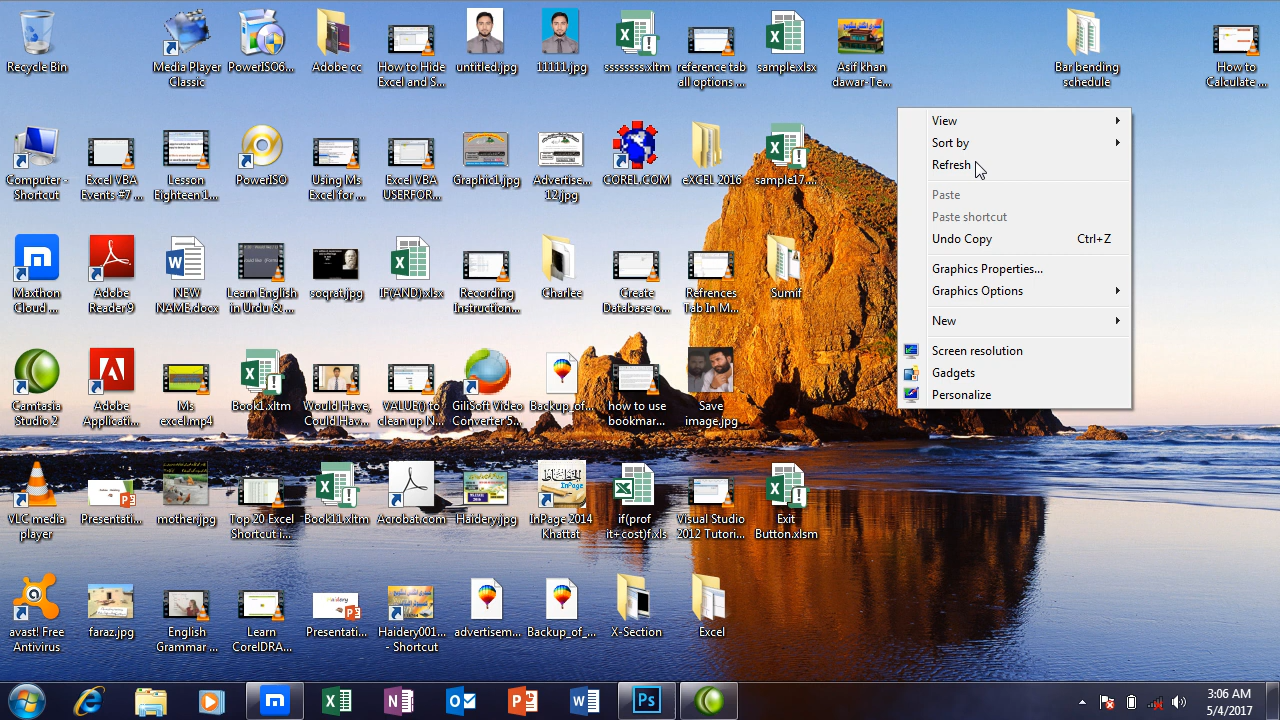 Recycle Bin
Media Player
Classic
PowerISO6...
Adobe.cc
How to Hide
Excel and S...
untitled.jpg
11111.jpg
ssssssss.xltm
reference tab
all options ...
sample.xlsx
Asif khan
dawar-Te...
Bar bending
schedule
How to
Calculate ...
Computer -
Shortcut
Excel VBA
Events #7 ...
Lesson
Eighteen 1...
PowerISO
Using Ms
Excel for ...
Excel VBA
USERFOR...
Graphic1.jpg
Advertise...
12.jpg
COREL.COM
eXCEL 2016
sample17....
View
Sort by
Refresh
Paste
Paste shortcut
Undo Copy Ctrl+Z
Graphics Properties...
Graphics Options
New
Screen resolution
Gadgets
Personalize
Maxthon
Cloud ...
Adobe
Reader 9
NEW
NAME.docx
Learn English
in Urdu & ...
soqrat.jpg
IF(AND).xlsx
Recording
Instruction...
Charlee
Create
Database o...
Refrences
Tab In M...
Sumif
Camtasia
Studio 2
Adobe
Applicati...
Ms
excel.mp4
Book1.xltm
Would Have,
Could Hav...
VALUE() to
clean up N...
GiliSoft Video
Converter 5...
Backup_of...
how to use
bookmar...
Save
image.jpg
VLC media
player
Presentati...
mother.jpg
Top 20 Excel
Shortcut i...
Book11.xltm
Acrobat.com
Haidery.jpg
InPage 2014
Khattat
if(prof
it+cost)f.xls
Visual Studio
2012 Tutori...
Exit
Button.xlsm
avast! Free
Antivirus
faraz.jpg
English
Grammar ...
Learn
CorelDRA...
Presentati...
Haidery001...
- Shortcut
advertisem...
Backup_of_...
X-Section
Excel
3:06 AM
5/4/2017